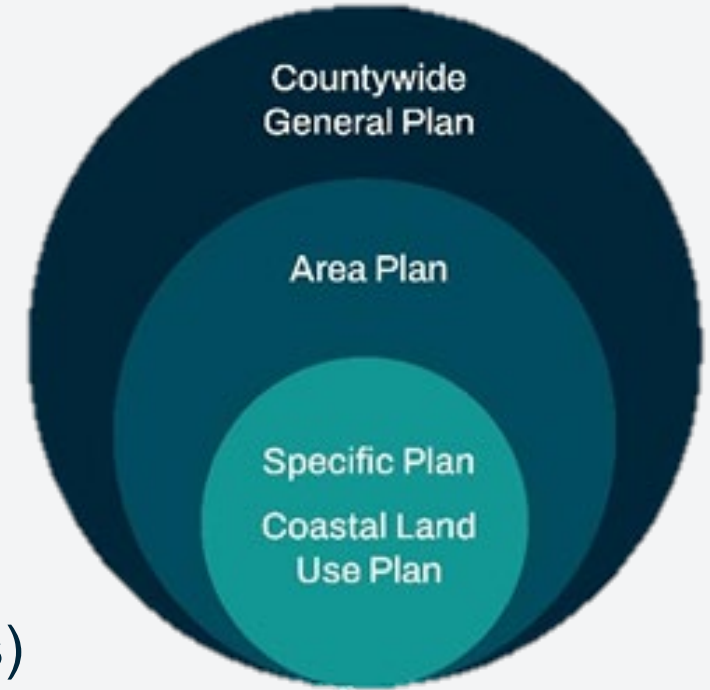 Countywide
General Plan
Area Plan
Specific Plan
Coastal Land
Use Plan
s)